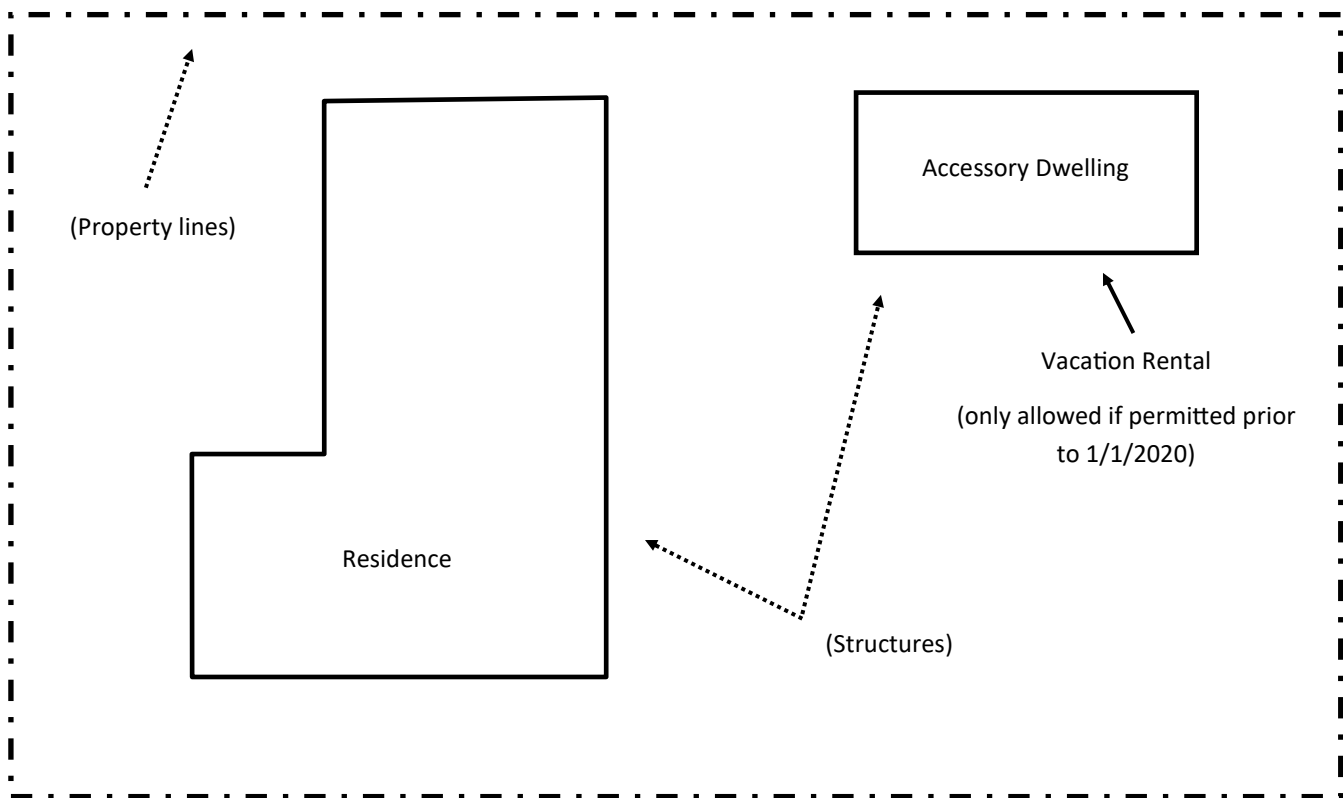 Accessory Dwelling
(Property lines)
Vacation Rental
(only allowed if permitted prior
to 1/1/2020)
Residence
(Structures)